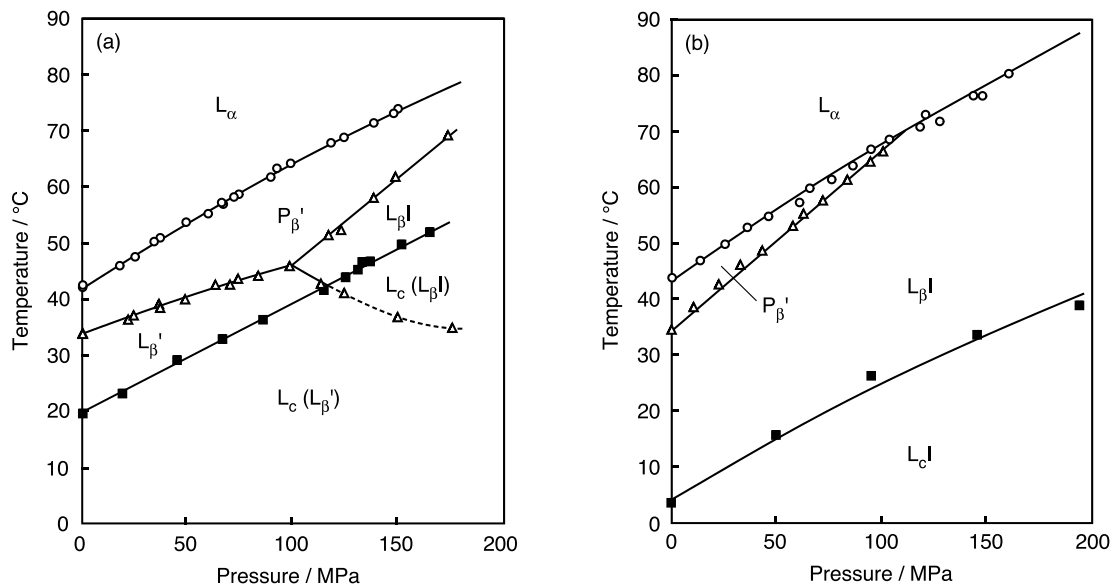 (a)
90
80
70
60
50
40
30
20
10
0
0
50
100
150
200
Temperature / °C
Pressure / MPa
Lα
Pβ'
LβI
Lβ'
Lc (LβI)
Lc (Lβ')
(b)
90
80
70
60
50
40
30
20
10
0
0
50
100
150
200
Temperature / °C
Pressure / MPa
Lα
Pβ'
LβI
LcI